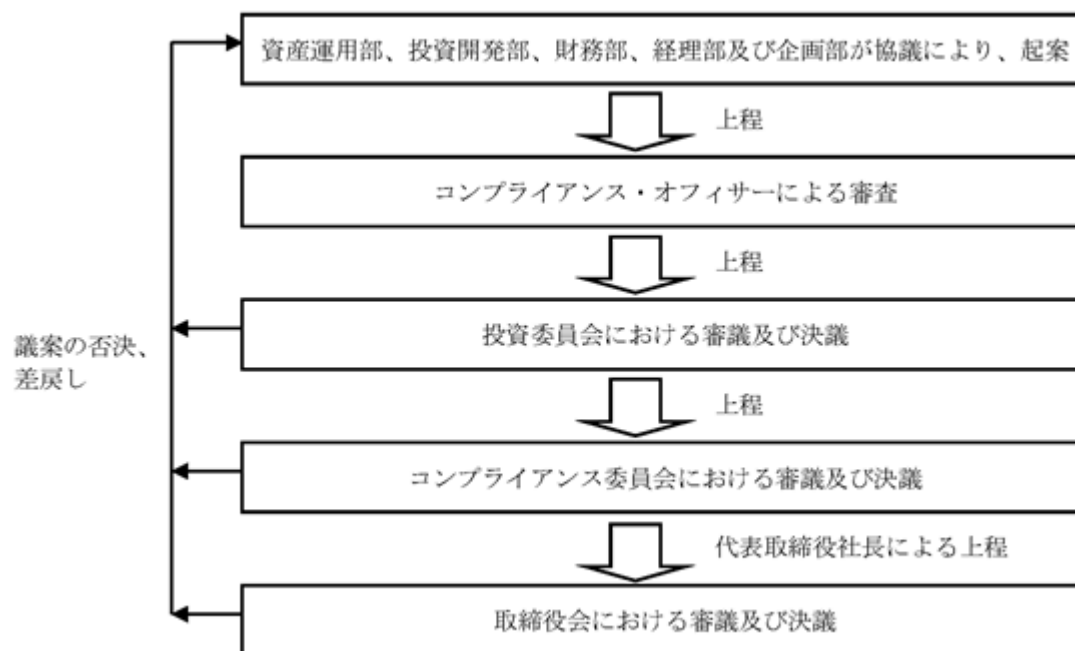 資産運用部、投資開発部、財務部、経理部及び企画部が協議により、起案
上程
コンプライアンス・オフィサーによる審査
上程
投資委員会における審議及び決議
議案の否決、
差戻し
上程
コンプライアンス委員会における審議及び決議
代表取締役社長による上程
取締役会における審議及び決議